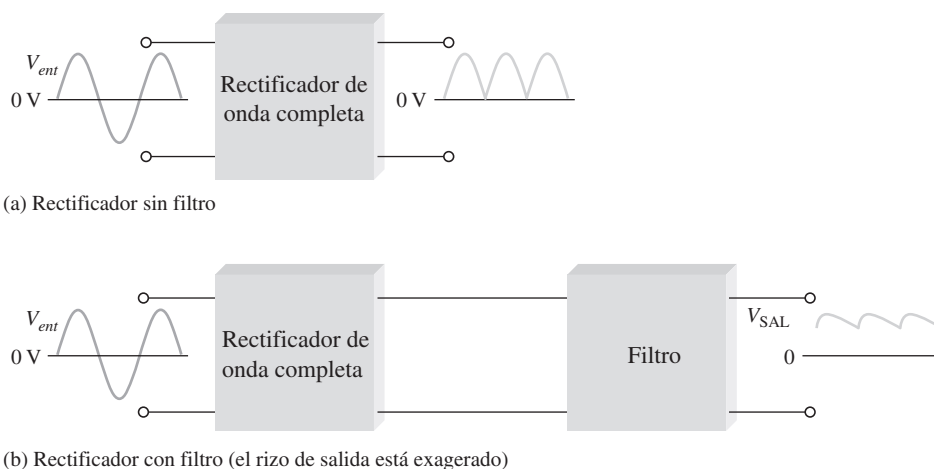 V_ent
0 V
Rectificador de
onda completa
0 V
(a) Rectificador sin filtro
V_ent
0 V
Rectificador de
onda completa
Filtro
V_SAL
0
(b) Rectificador con filtro (el rizo de salida está exagerado)